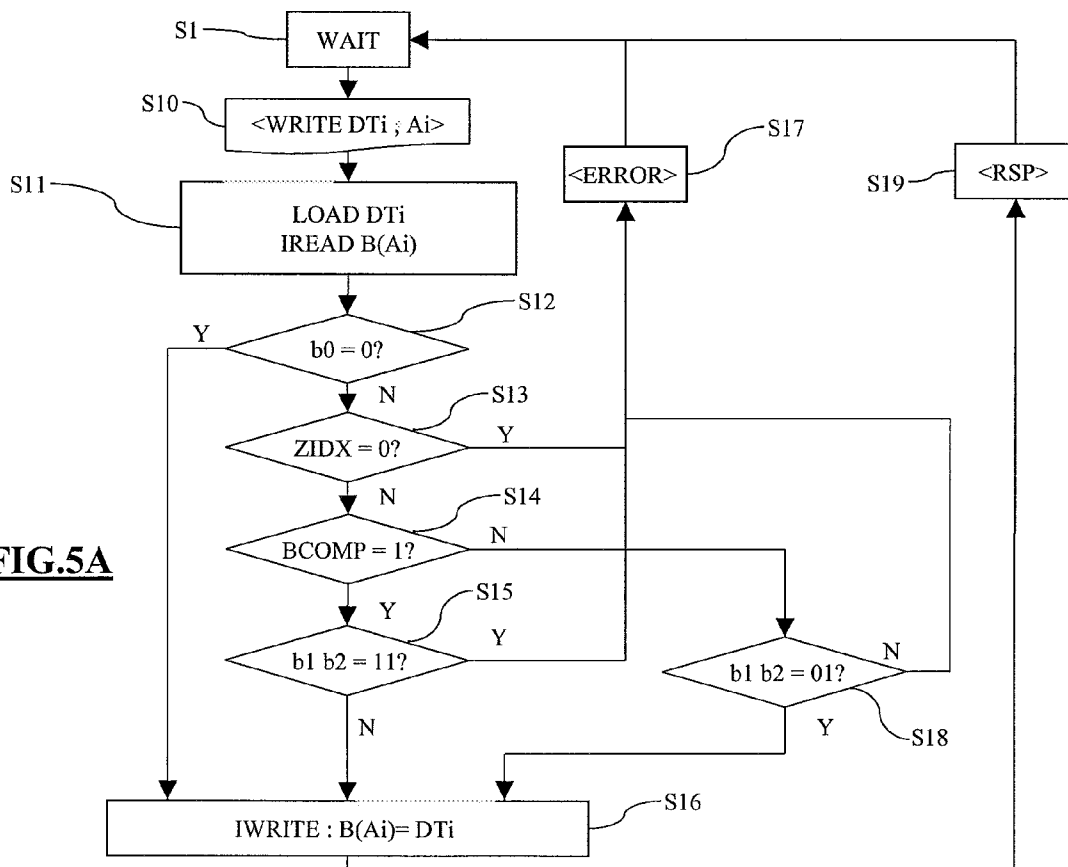 S1
WAIT
S10
<WRITE DTi ; Ai>
S17
S11
<ERROR>
S19
<RSP>
LOAD DTi
IREAD B(Ai)
S12
Y
b0 = 0?
N
S13
ZIDX = 0?
Y
N
S14
BCOMP = 1?
N
FIG.5A
Y
S15
b1 b2 = 11?
Y
b1 b2 = 01?
N
N
Y
S18
S16
IWRITE : B(Ai)= DTi